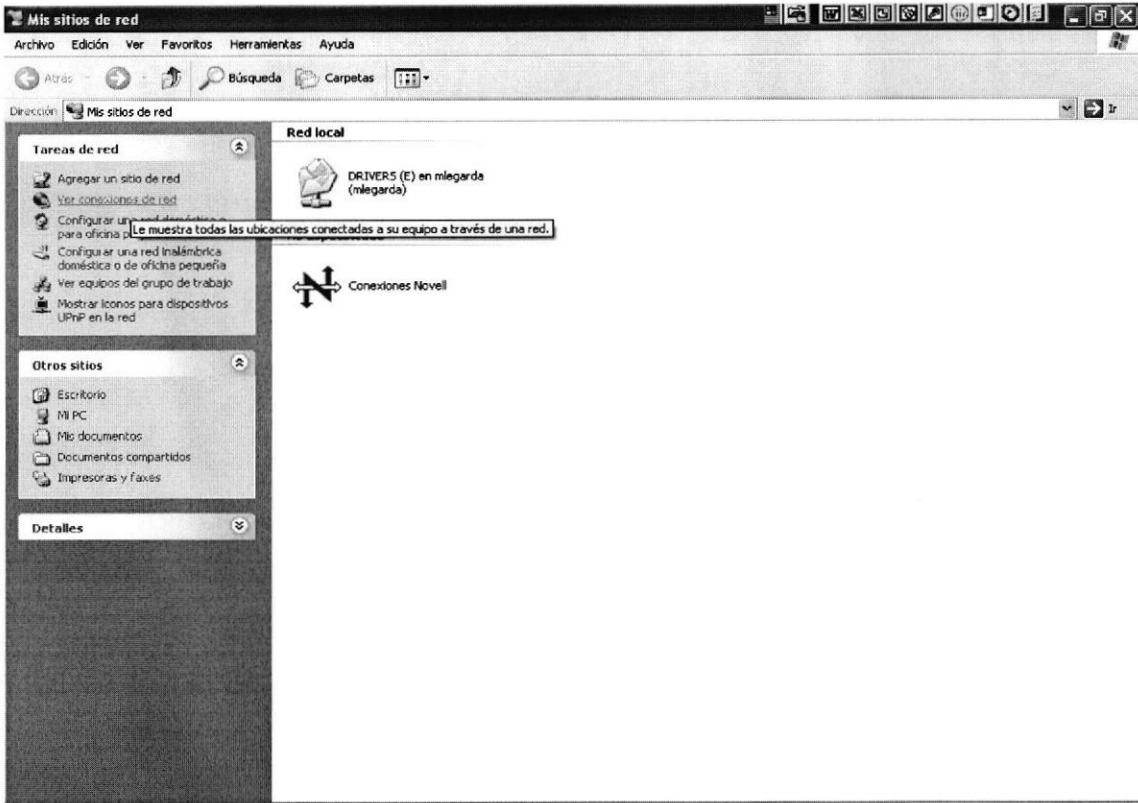 Mis sitios de red
Archivo Edición Ver Favoritos Herramientas Ayuda
Atrás Búsqueda Carpetas
Dirección Mis sitios de red Ir
Tareas de red
Agregar un sitio de red
Ver conexiones de red
Configurar una red doméstica o
para oficina
Le muestra todas las ubicaciones conectadas a su equipo a través de una red.
Configurar una red inalámbrica
doméstica o de oficina pequeña
Ver equipos del grupo de trabajo
Mostrar iconos para dispositivos
UPnP en la red
Otros sitios
Escritorio
Mi PC
Mis documentos
Documentos compartidos
Impresoras y faxes
Detalles
Red local
DRIVERS (E) en mlegarda
(mlegarda)
Conexiones Novell